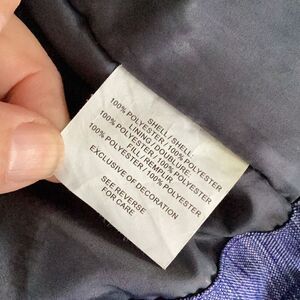 SHELL / SHELL
100% POLYESTER / 100% POLYESTER
LINING / DOUBLURE
100% POLYESTER / 100% POLYESTER
FILL / REMPLIR
100% POLYESTER / 100% POLYESTER
EXCLUSIVE OF DECORATION
SEE REVERSE
FOR CARE